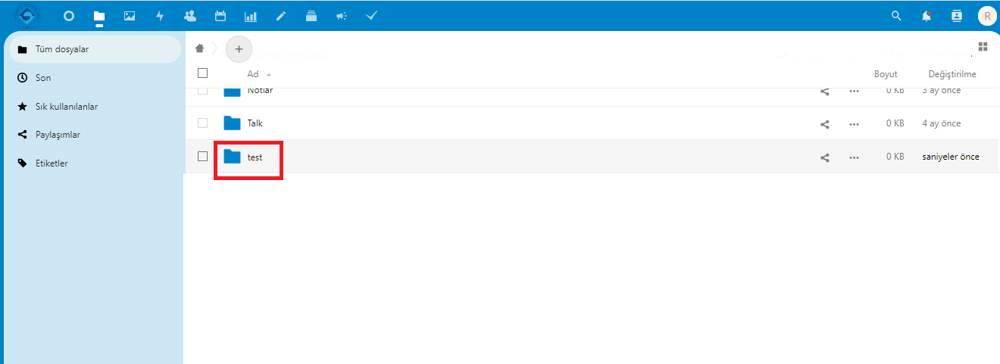 R
Tüm dosyalar
Son
Sık kullanılanlar
Paylaşımlar
Etiketler
Ad Boyut Değiştirilme
Notlar 0 KB 3 ay önce
Talk 0 KB 4 ay önce
test 0 KB saniyeler önce